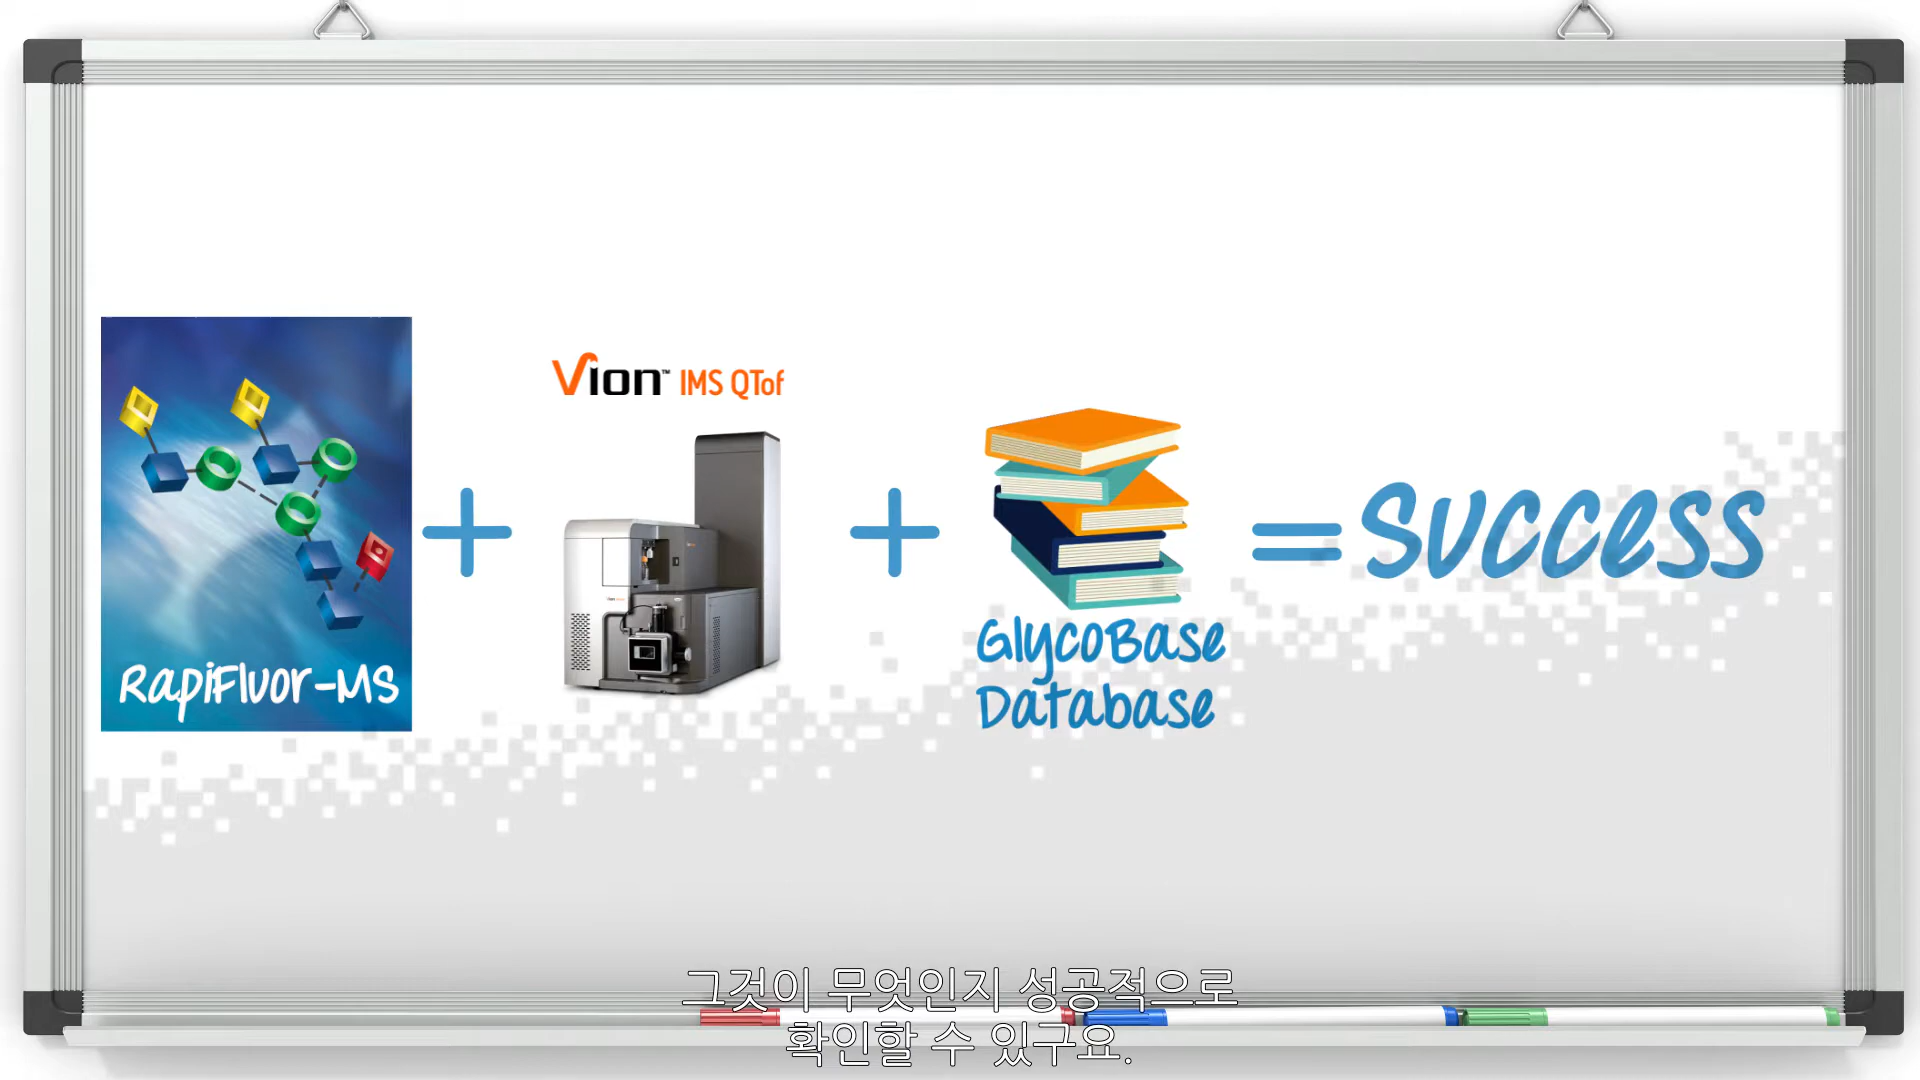 Vion™ IMS QTof
RapiFluor-MS
GlycoBase
Database
Success
그것이 무엇인지 성공적으로
확인할 수 있구요.